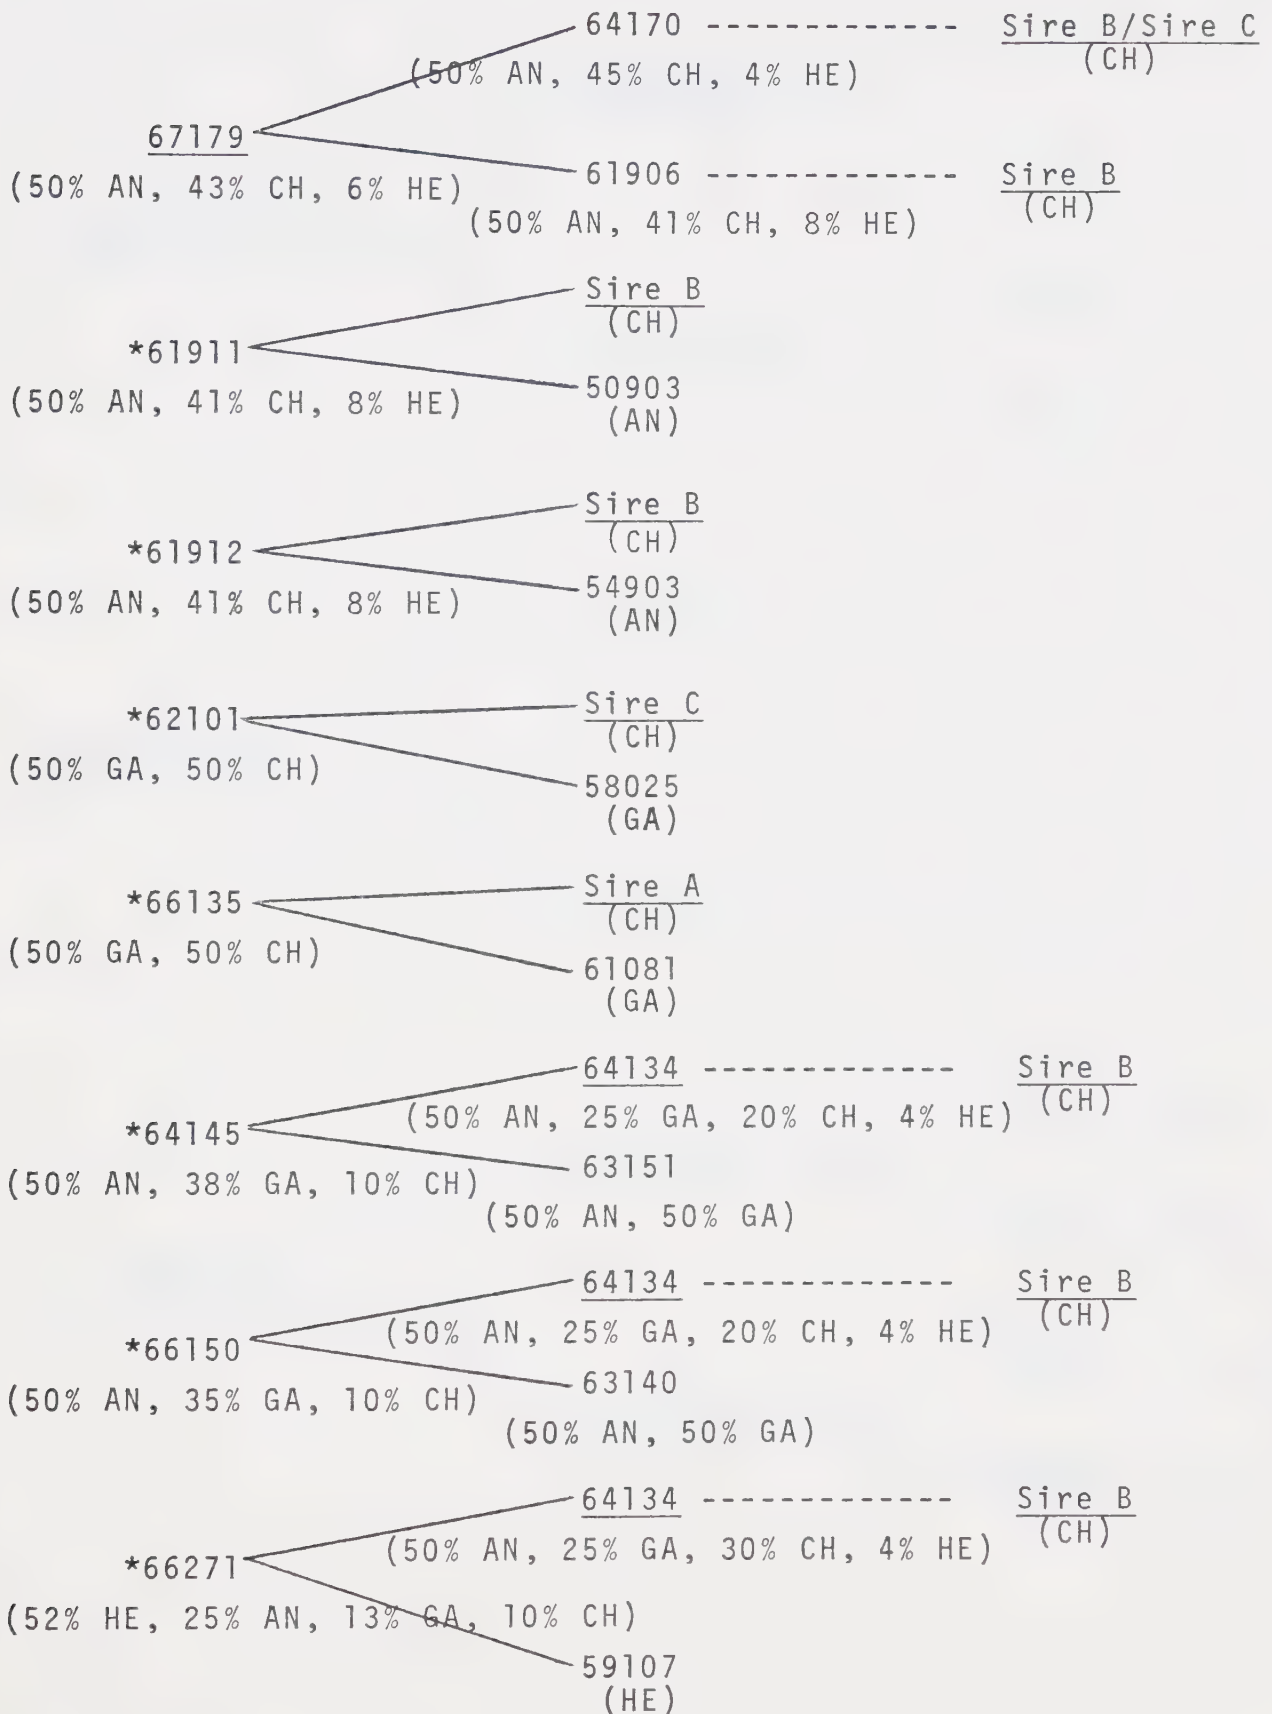 64170 ------------- Sire B/Sire C
(50% AN, 45% CH, 4% HE) (CH)
67179
(50% AN, 43% CH, 6% HE)
61906 ------------- Sire B
(50% AN, 41% CH, 8% HE) (CH)
Sire B
(CH)
*61911
(50% AN, 41% CH, 8% HE)
50903
(AN)
Sire B
(CH)
*61912
(50% AN, 41% CH, 8% HE)
54903
(AN)
Sire C
(CH)
*62101
(50% GA, 50% CH)
58025
(GA)
Sire A
(CH)
*66135
(50% GA, 50% CH)
61081
(GA)
64134 ------------- Sire B
(50% AN, 25% GA, 20% CH, 4% HE) (CH)
*64145
(50% AN, 38% GA, 10% CH)
63151
(50% AN, 50% GA)
64134 ------------- Sire B
(50% AN, 25% GA, 20% CH, 4% HE) (CH)
*66150
(50% AN, 35% GA, 10% CH)
63140
(50% AN, 50% GA)
64134 ------------- Sire B
(50% AN, 25% GA, 30% CH, 4% HE) (CH)
*66271
(52% HE, 25% AN, 13% GA, 10% CH)
59107
(HE)